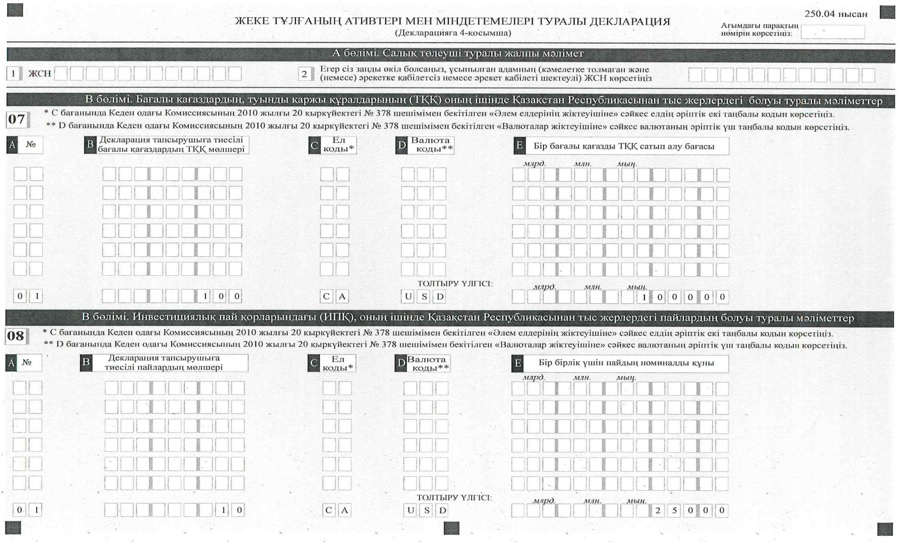 250.04 нысан
ЖЕКЕ ТҰЛҒАНЫҢ АКТИВТЕРІ МЕН МІНДЕТЕМЕЛЕРІ ТУРАЛЫ ДЕКЛАРАЦИЯ
(Декларацияға 4-қосымша)
Ағымдағы парақтың
нөмірін көрсетіңіз:
А бөлімі. Салық төлеуші туралы жалпы мәлімет
1 ЖСН
2 Егер сіз заңды өкіл болсаңыз, ұсынылған адамның (кәмелетке толмаған және
(немесе) әрекетке қабілетсіз немесе әрекет қабілеті шектеулі) ЖСН көрсетіңіз
В бөлімі. Бағалы қағаздардың, туынды қаржы құралдарының (ТҚҚ) оның ішінде Қазақстан Республикасынан тыс жерлердегі болуы туралы мәліметтер
07
* С бағанында Кеден одағы Комиссиясының 2010 жылғы 20 қыркүйектегі № 378 шешімімен бекітілген «Әлем елдерінің жіктеуішіне» сәйкес елдің әріптік екі таңбалы кодын көрсетіңіз.
** D бағанында Кеден одағы Комиссиясының 2010 жылғы 20 қыркүйектегі № 378 шешімімен бекітілген «Валюталар жіктеуішіне» сәйкес валютаның әріптік үш таңбалы кодын көрсетіңіз.
A №
B Декларация тапсырушыға тиесілі
бағалы қағаздардың ТҚҚ мөлшері
C Ел
коды*
D Валюта
коды**
E Бір бағалы қағазды ТҚҚ сатып алу бағасы
млрд. млн. мың.
ТОЛТЫРУ ҮЛГІСІ:
млрд. млн. мың.
0 1 1 0 0 C A U S D 1 0 0 0 0 0
В бөлімі. Инвестициялық пай қорларындағы (ИПҚ), оның ішінде Қазақстан Республикасынан тыс жерлердегі пайлардың болуы туралы мәліметтер
08
* С бағанында Кеден одағы Комиссиясының 2010 жылғы 20 қыркүйектегі № 378 шешімімен бекітілген «Әлем елдерінің жіктеуішіне» сәйкес елдің әріптік екі таңбалы кодын көрсетіңіз.
** D бағанында Кеден одағы Комиссиясының 2010 жылғы 20 қыркүйектегі № 378 шешімімен бекітілген «Валюталар жіктеуішіне» сәйкес валютаның әріптік үш таңбалы кодын көрсетіңіз.
A №
B Декларация тапсырушыға
тиесілі пайлардың мөлшері
C Ел
коды*
D Валюта
коды**
E Бір бірлік үшін пайдың номиналды құны
млрд. млн. мың.
ТОЛТЫРУ ҮЛГІСІ:
млрд. млн. мың.
0 1 1 0 C A U S D 2 5 0 0 0